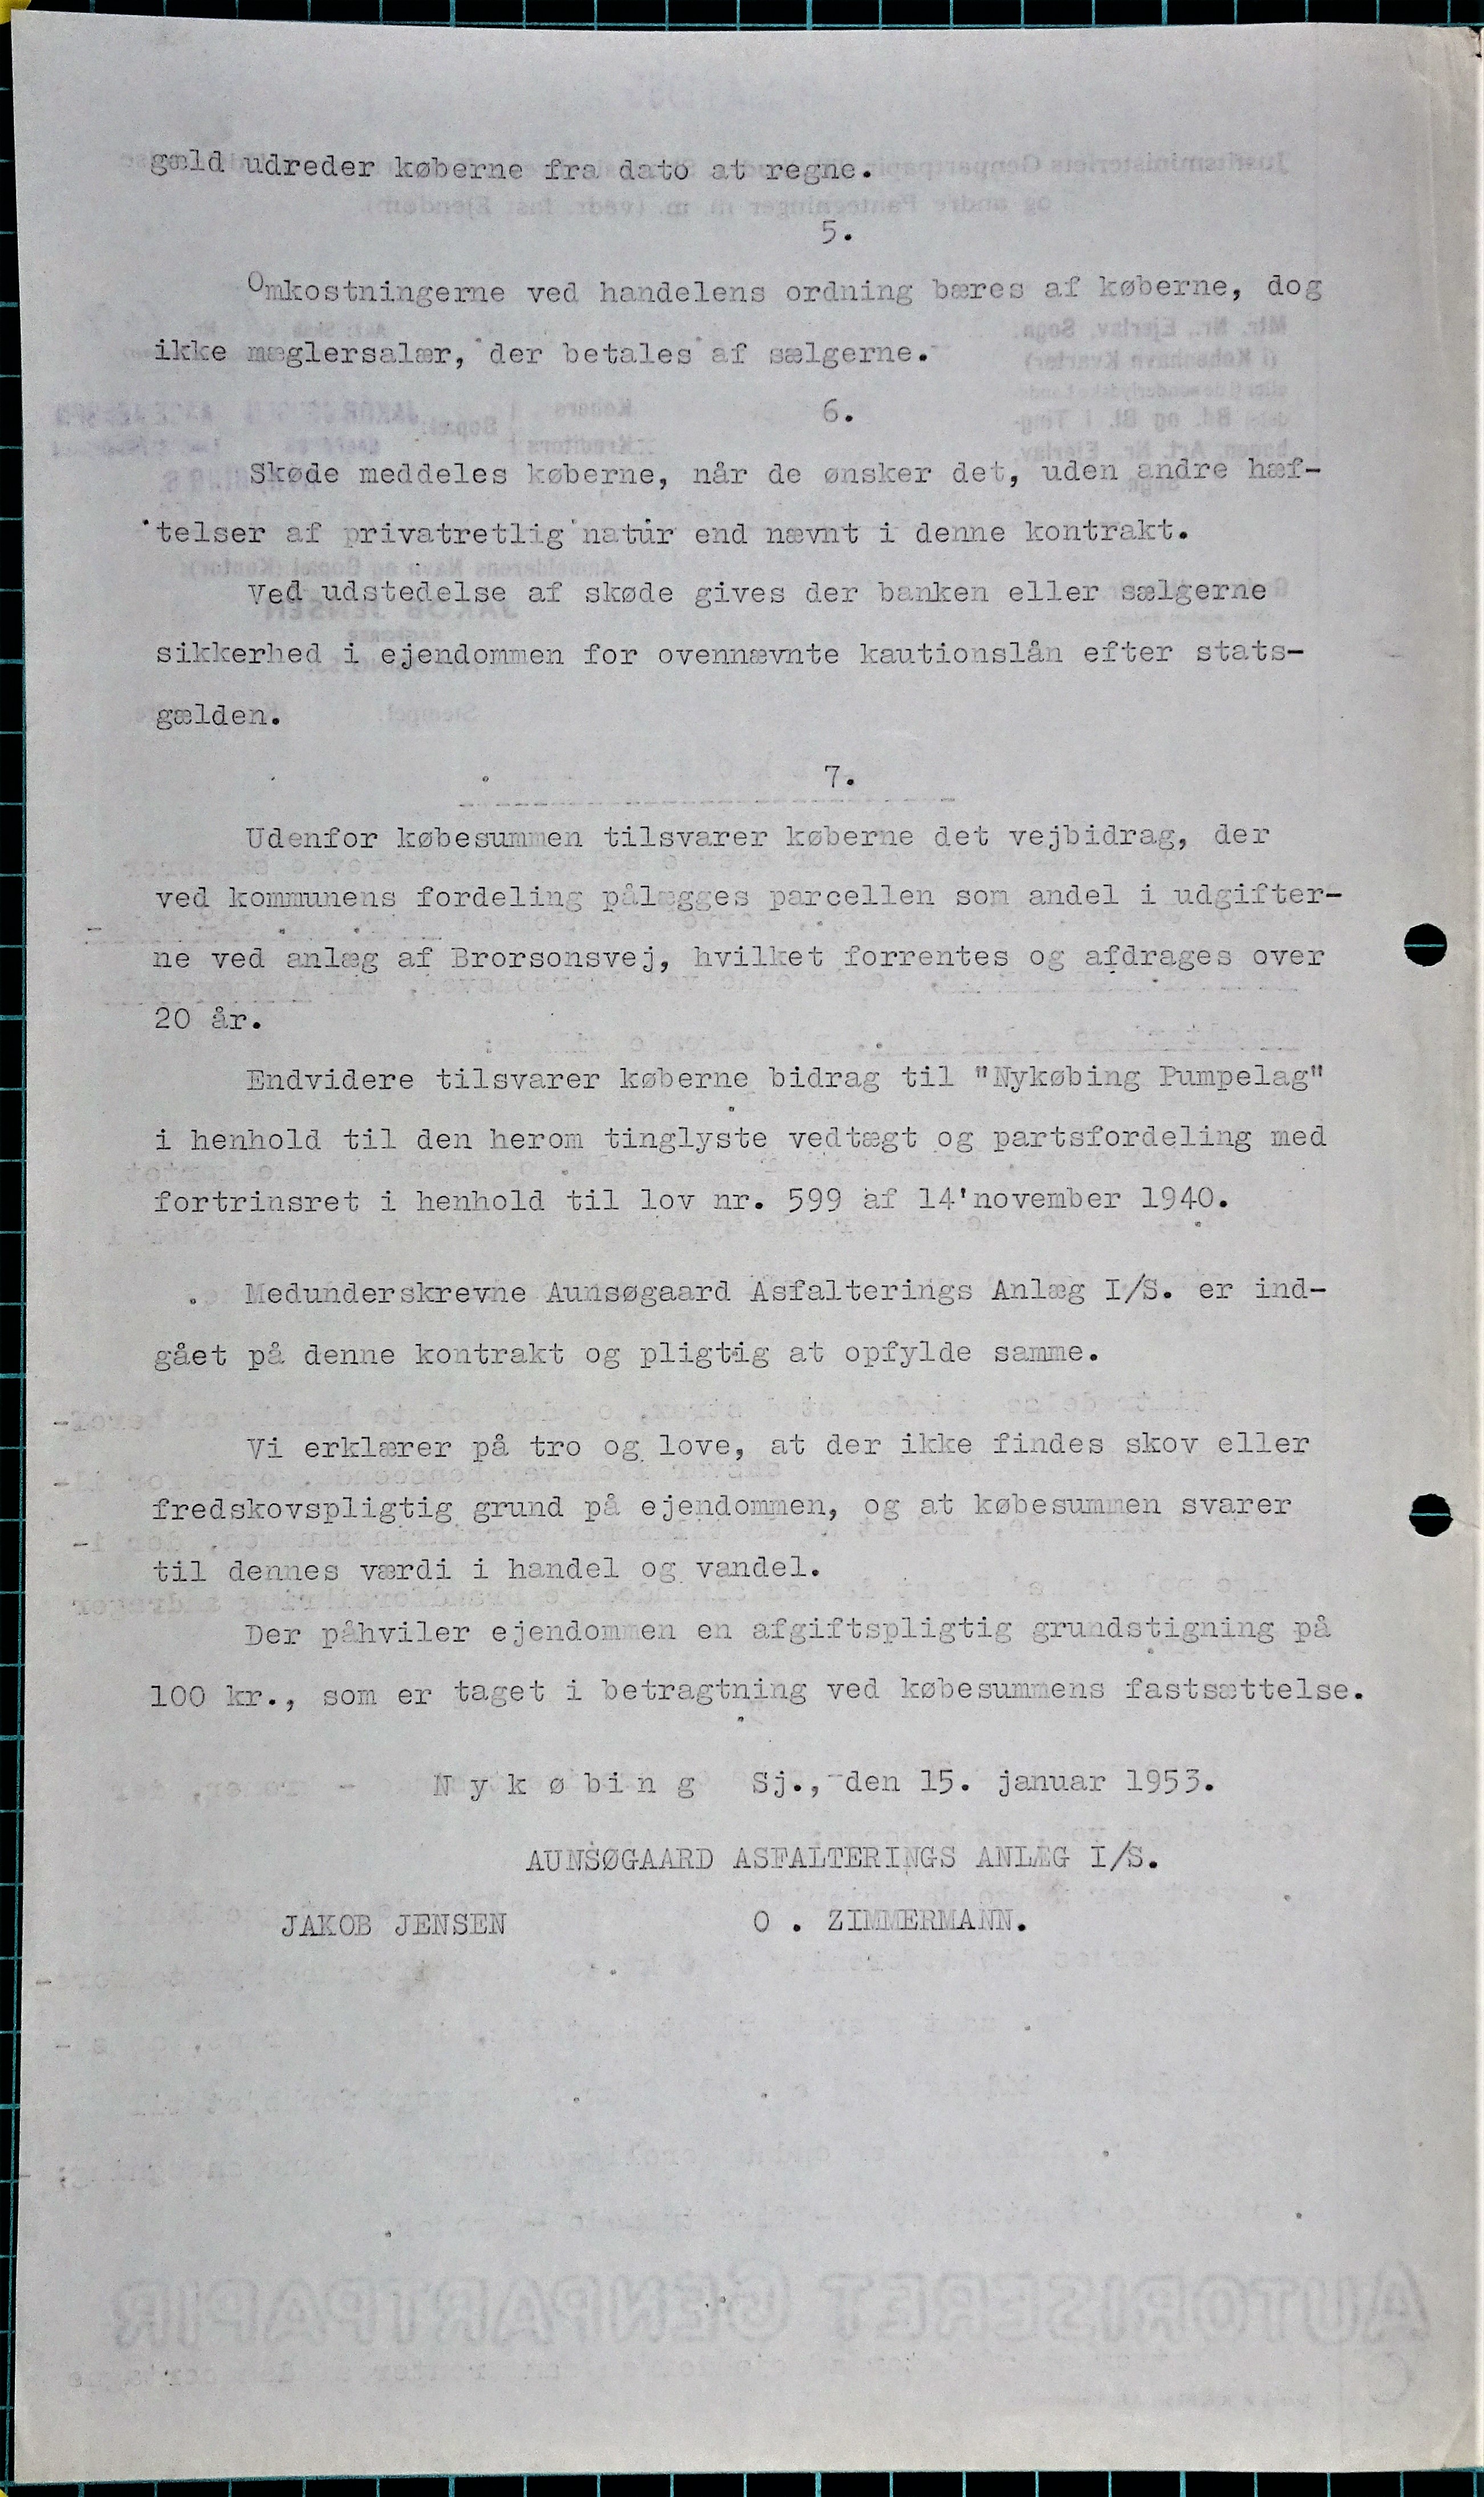 gæld udreder køberne fra dato at regne.
5.
Omkostningerne ved handelens ordning bæres af køberne, dog
ikke mæglersalær, der betales af sælgerne.
6.
Skøde meddeles køberne, når de ønsker det, uden andre hæf-
telser af privatretlig natur end nævnt i denne kontrakt.
Ved udstedelse af skøde gives der banken eller sælgerne
sikkerhed i ejendommen for ovennævnte kautionslån efter stats-
gælden.
7.
Udenfor købesummen tilsvarer køberne det vejbidrag, der
ved kommunens fordeling pålægges parcellen som andel i udgifter-
ne ved anlæg af Brorsonsvej, hvilket forrentes og afdrages over
20 år.
Endvidere tilsvarer køberne bidrag til "Nykøbing Pumpelag"
i henhold til den herom tinglyste vedtægt og partsfordeling med
fortrinsret i henhold til lov nr. 599 af 14'november 1940.
Medunderskrevne Aunsøgaard Asfalterings Anlæg I/S. er ind-
gået på denne kontrakt og pligtig at opfylde samme.
Vi erklærer på tro og love, at der ikke findes skov eller
fredskovspligtig grund på ejendommen, og at købesummen svarer
til dennes værdi i handel og vandel.
Der påhviler ejendommen en afgiftspligtig grundstigning på
100 kr., som er taget i betragtning ved købesummens fastsættelse.
N y k ø b i n g Sj., den 15. januar 1953.
AUNSØGAARD ASFALTERINGS ANLÆG I/S.
JAKOB JENSEN O . ZIMMERMANN.
AUTORISERET GENPARTPAPIR